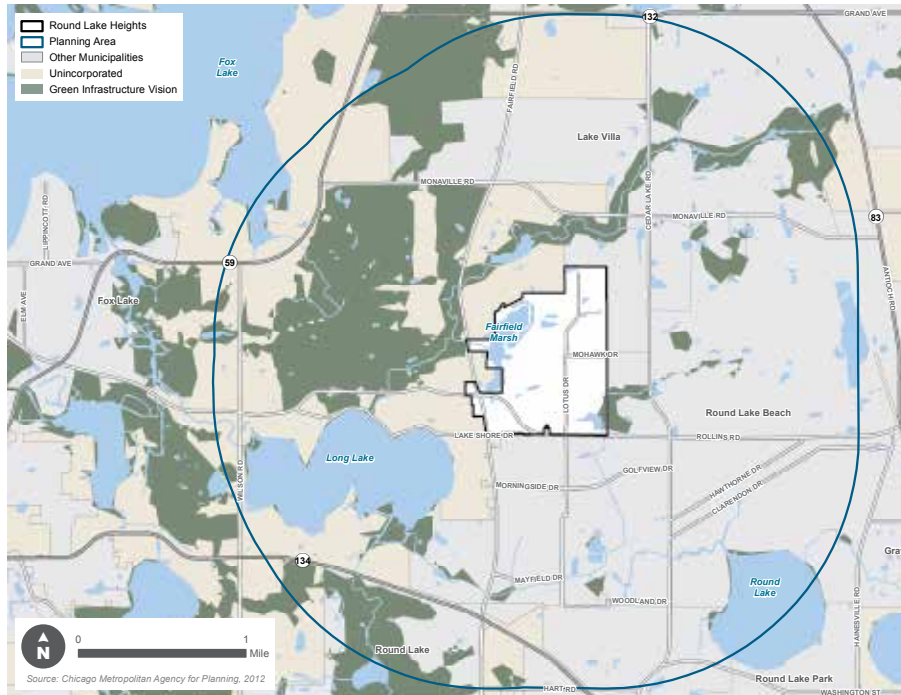 Round Lake Heights
Planning Area
Other Municipalities
Unincorporated
Green Infrastructure Vision
132
GRAND AVE
Fox
Lake
FAIRFIELD RD
Lake Villa
CEDAR LAKE RD
MONAVILLE RD
MONAVILLE RD
83
LIPPINCOTT RD
GRAND AVE
59
ANTIOCH RD
ELM AVE
Fox Lake
Fairfield
Marsh
MOHAWK DR
LOTUS DR
Round Lake Beach
LAKE SHORE DR
ROLLINS RD
Long Lake
WILSON RD
GOLFVIEW DR
MORNINGSIDE DR
HAWTHORNE DR
CLARENDON DR
134
Gra
MAYFIELD DR
Round
Lake
WOODLAND DR
HAINESVILLE RD
N
0
1
Mile
Source: Chicago Metropolitan Agency for Planning, 2012
Round Lake
Round Lake Park
HART RD
WASHINGTON ST